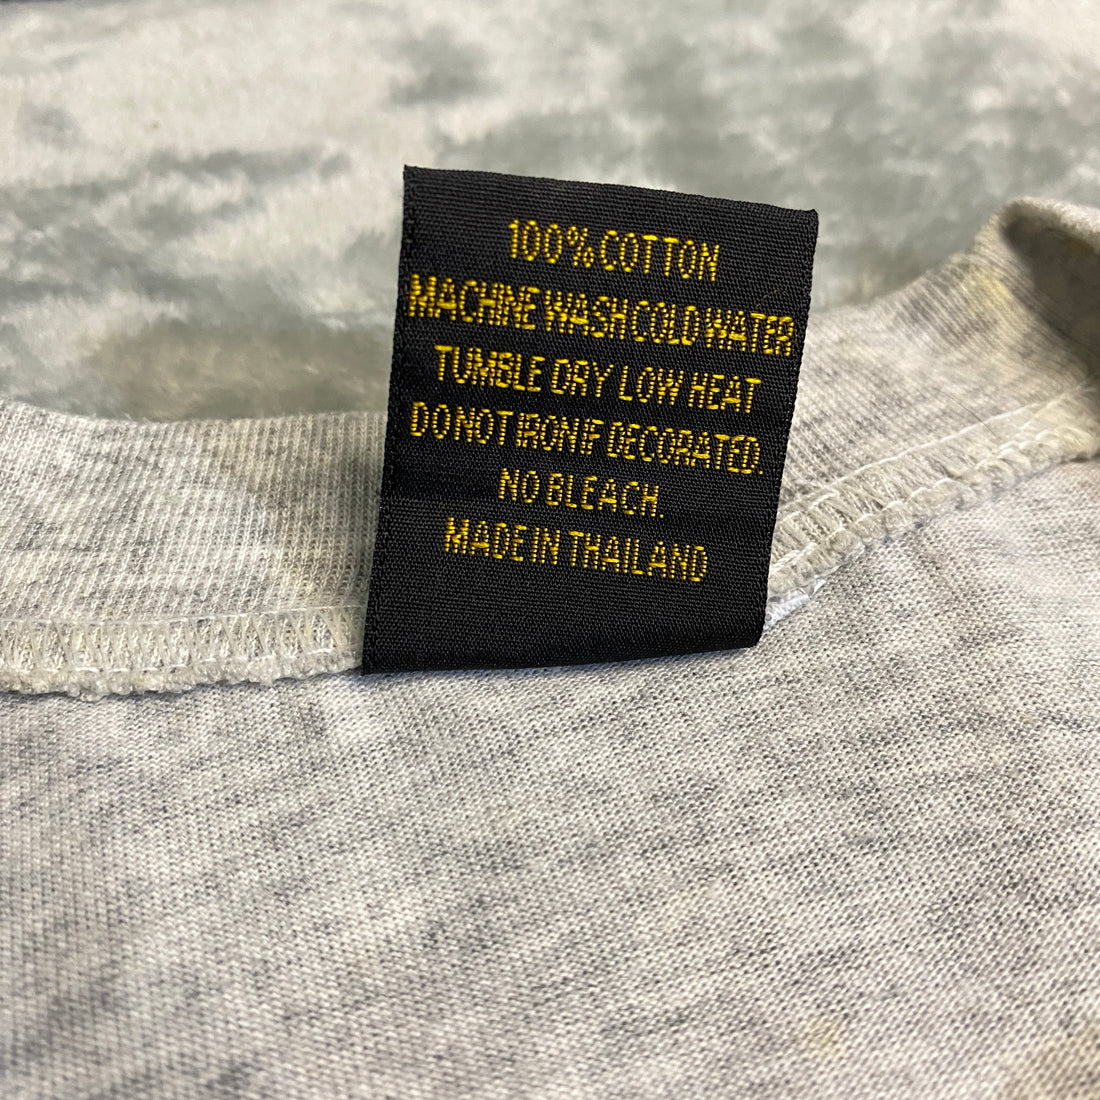 100% COTTON
MACHINE WASH COLD WATER
TUMBLE DRY LOW HEAT
DO NOT IRON IF DECORATED.
NO BLEACH.
MADE IN THAILAND